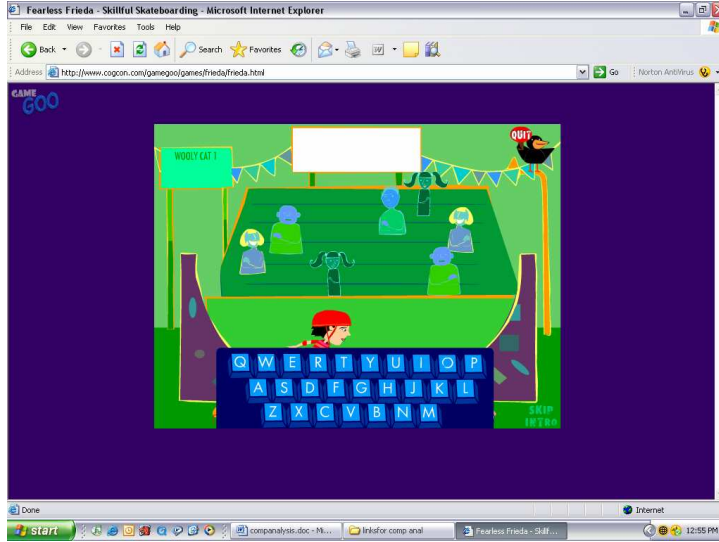 Fearless Frieda - Skillful Skateboarding - Microsoft Internet Explorer
File Edit View Favorites Tools Help
Back Search Favorites
Address http://www.cogcon.com/gamegoo/games/frieda/frieda.html Go Norton AntiVirus
GAME
GOO
QUIT
WOOLY CAT 1
Q W E R T Y U I O P
A S D F G H J K L
Z X C V B N M
SKIP
INTRO
Done Internet
start companalysis.doc - Mi... linksfor comp anal Fearless Frieda - Skillf... 12:55 PM